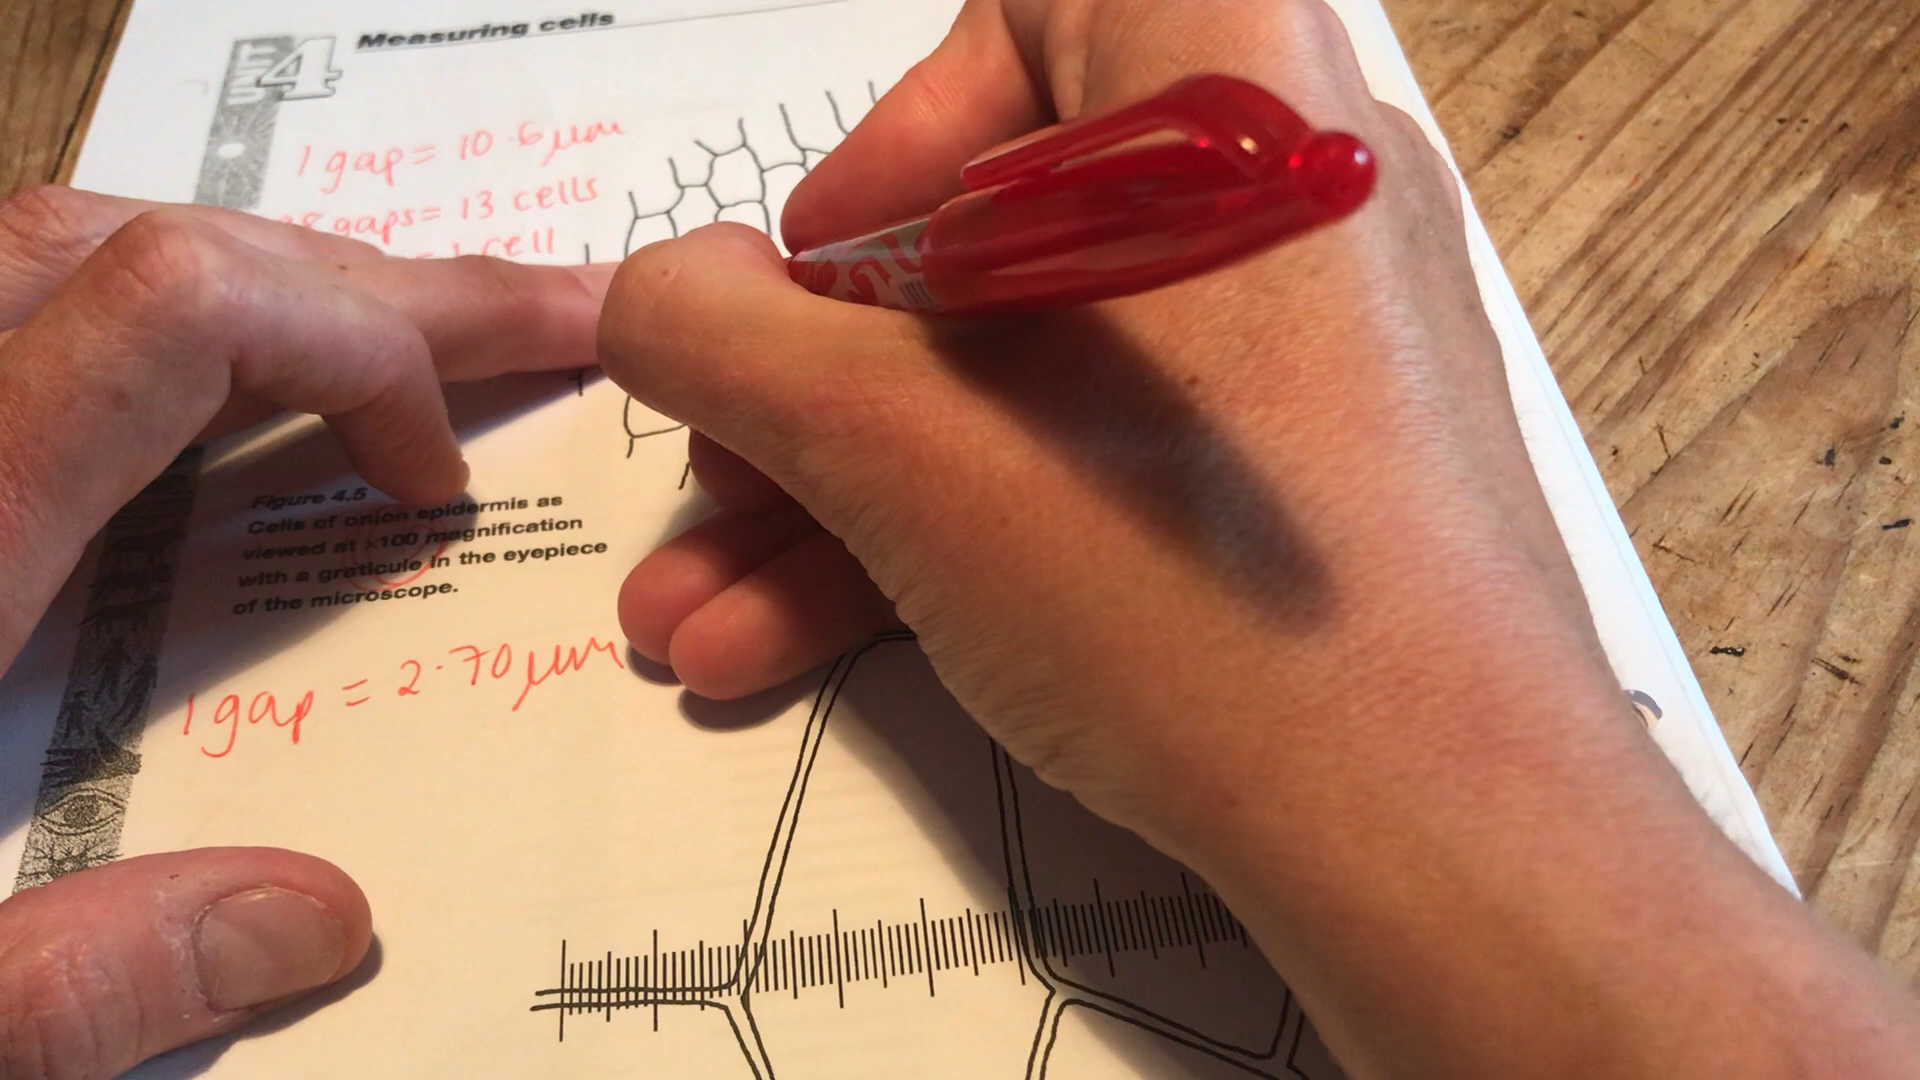 UNIT
4
Measuring cells
1 gap = 10.6 μm
gaps = 13 cells
= 1 cell
Figure 4.5
Cells of onion epidermis as
viewed at ×100 magnification
with a graticule in the eyepiece
of the microscope.
1 gap = 2.70 μm